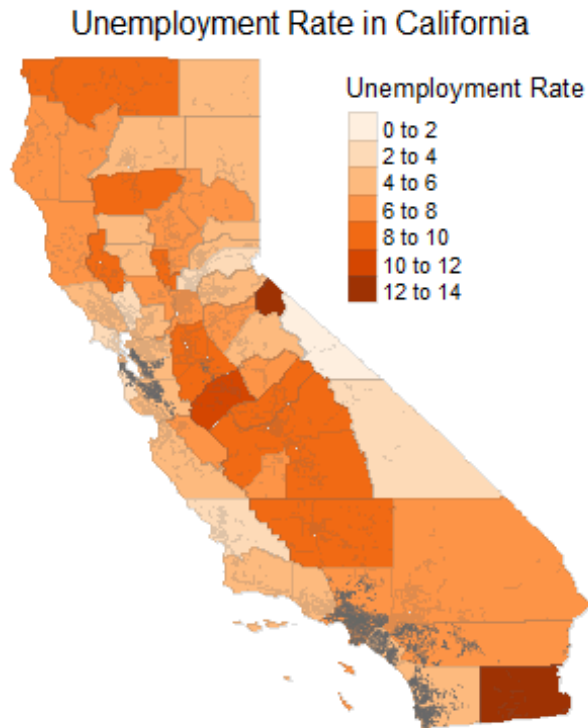 Unemployment Rate in California
Unemployment Rate
0 to 2
2 to 4
4 to 6
6 to 8
8 to 10
10 to 12
12 to 14